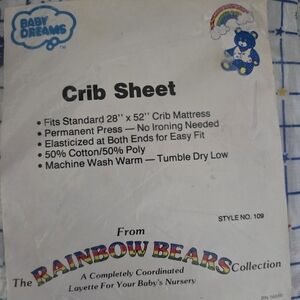 BABY
DREAMS
TM
Crib Sheet
• Fits Standard 28'' x 52'' Crib Mattress
• Permanent Press — No Ironing Needed
• Elasticized at Both Ends for Easy Fit
• 50% Cotton/50% Poly
• Machine Wash Warm — Tumble Dry Low
STYLE NO. 109
From
The RAINBOW BEARS Collection
A Completely Coordinated
Layette For Your Baby's Nursery